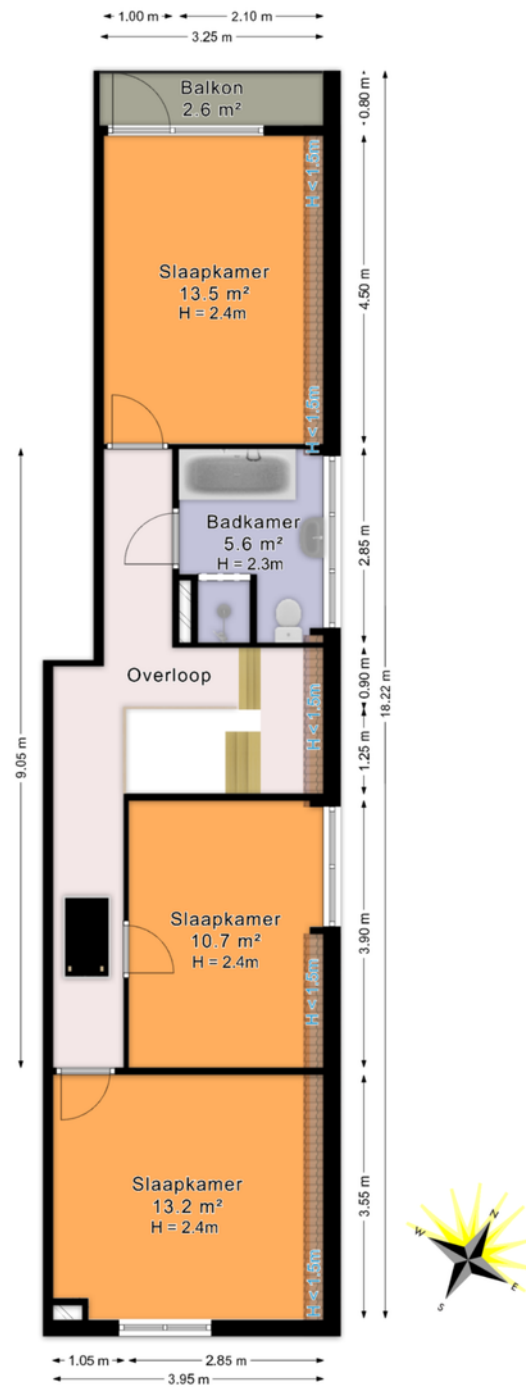 1.00 m
2.10 m
3.25 m
Balkon
2.6 m²
0.80 m
H < 1.5m
Slaapkamer
13.5 m²
H = 2.4m
4.50 m
H < 1.5m
Badkamer
5.6 m²
H = 2.3m
2.85 m
Overloop
H < 1.5m
0.90 m
18.22 m
1.25 m
9.05 m
Slaapkamer
10.7 m²
H = 2.4m
3.90 m
H < 1.5m
Slaapkamer
13.2 m²
H = 2.4m
3.55 m
H < 1.5m
N
W
E
S
1.05 m
2.85 m
3.95 m